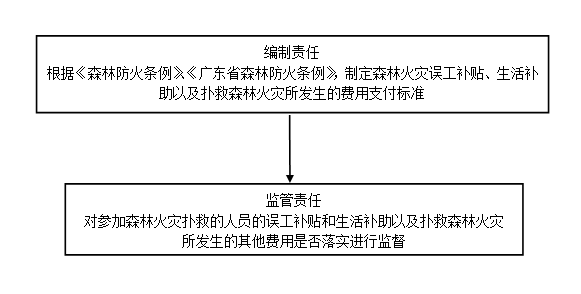 编制责任
根据《森林防火条例》、《广东省森林防火条例》，制定森林火灾误工补贴、生活补
助以及扑救森林火灾所发生的费用支付标准
监管责任
对参加森林火灾扑救的人员的误工补贴和生活补助以及扑救森林火灾
所发生的其他费用是否落实进行监督